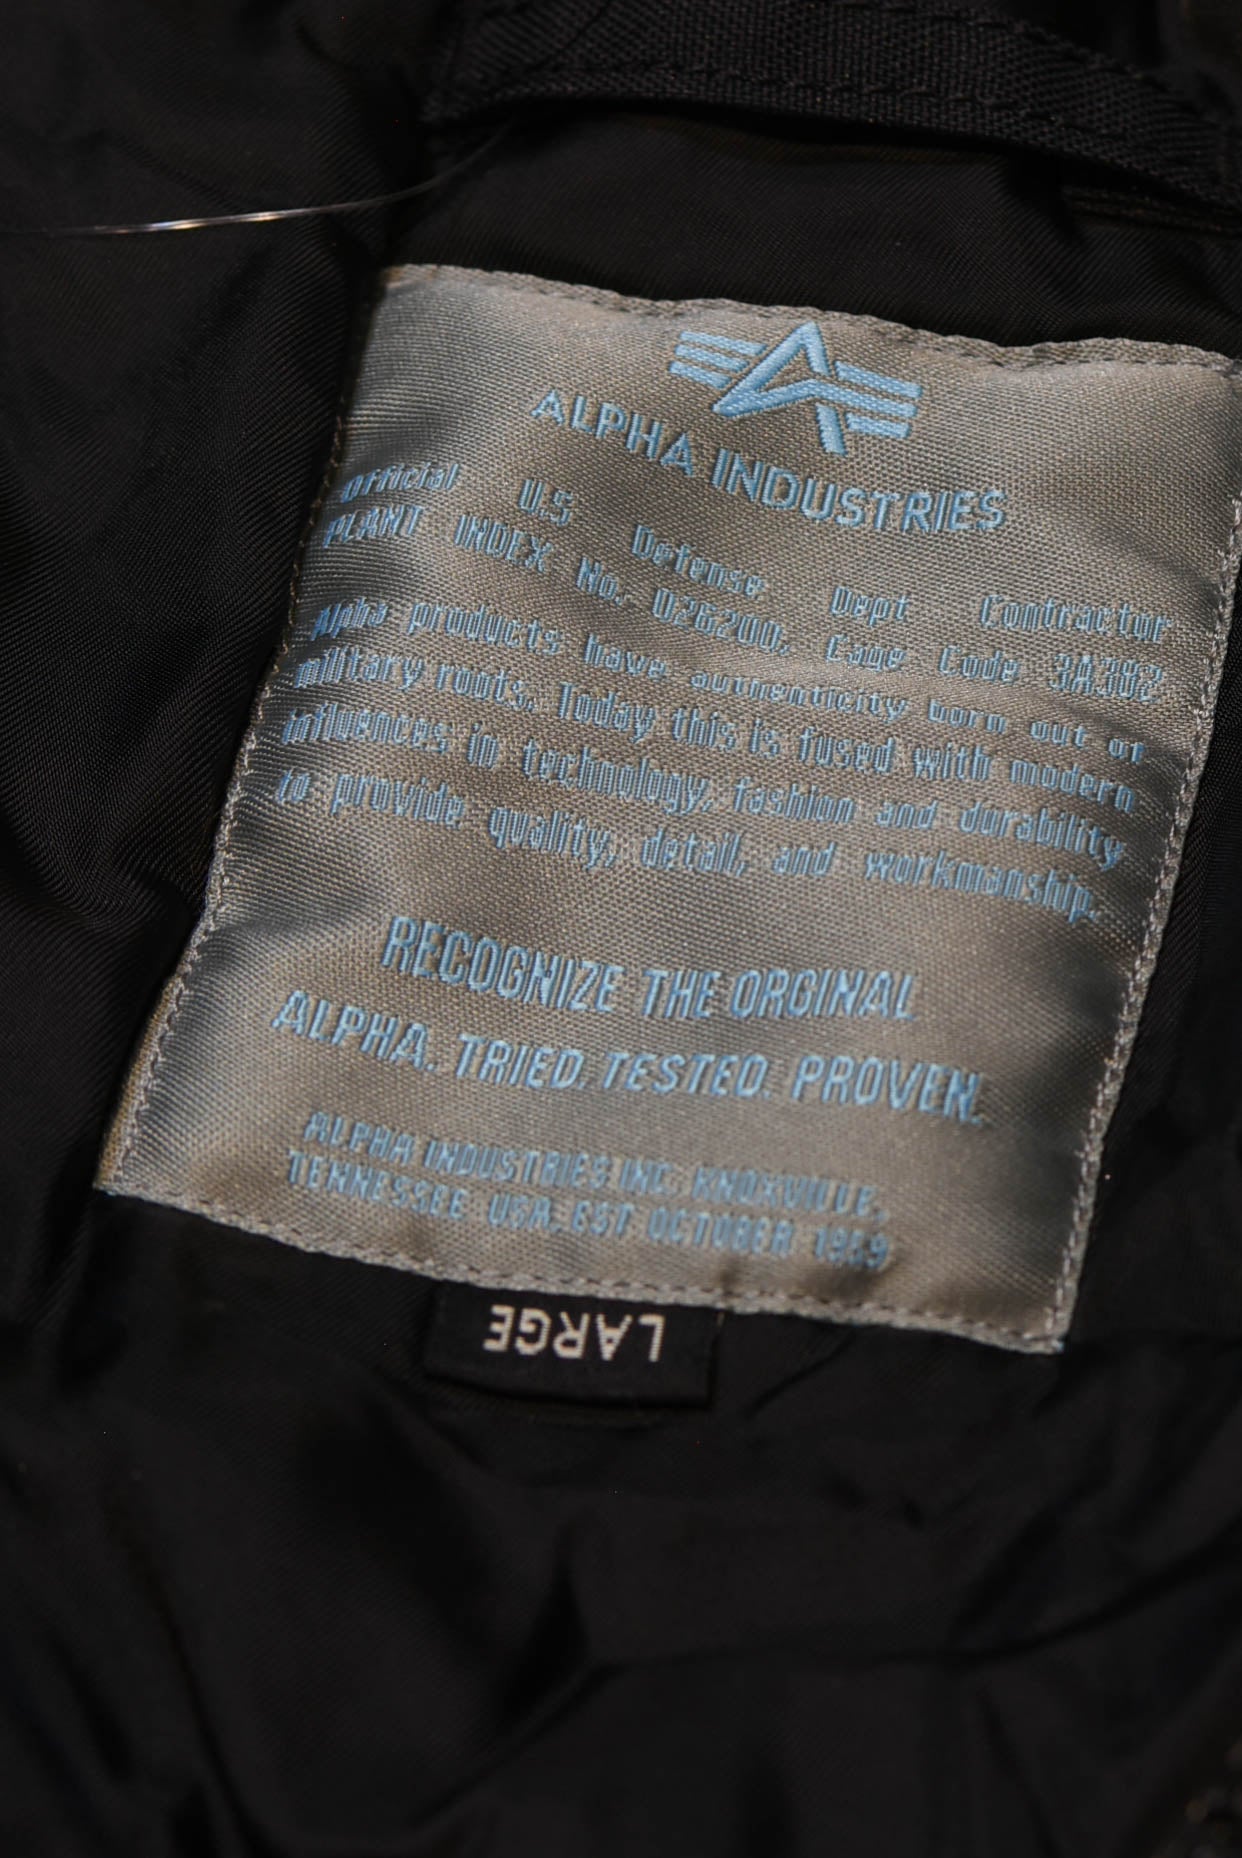 ALPHA INDUSTRIES
Official U.S Defense Dept Contractor
PLANT INDEX No. 026200, Cage Code 3A382
Alpha products have authenticity born out of
military roots. Today this is fused with modern
influences in technology, fashion and durability
to provide quality, detail, and workmanship.
RECOGNIZE THE ORGINAL
ALPHA. TRIED. TESTED. PROVEN.
ALPHA INDUSTRIES INC. KNOXVILLE,
TENNESSEE USA. EST OCTOBER 1959
LARGE